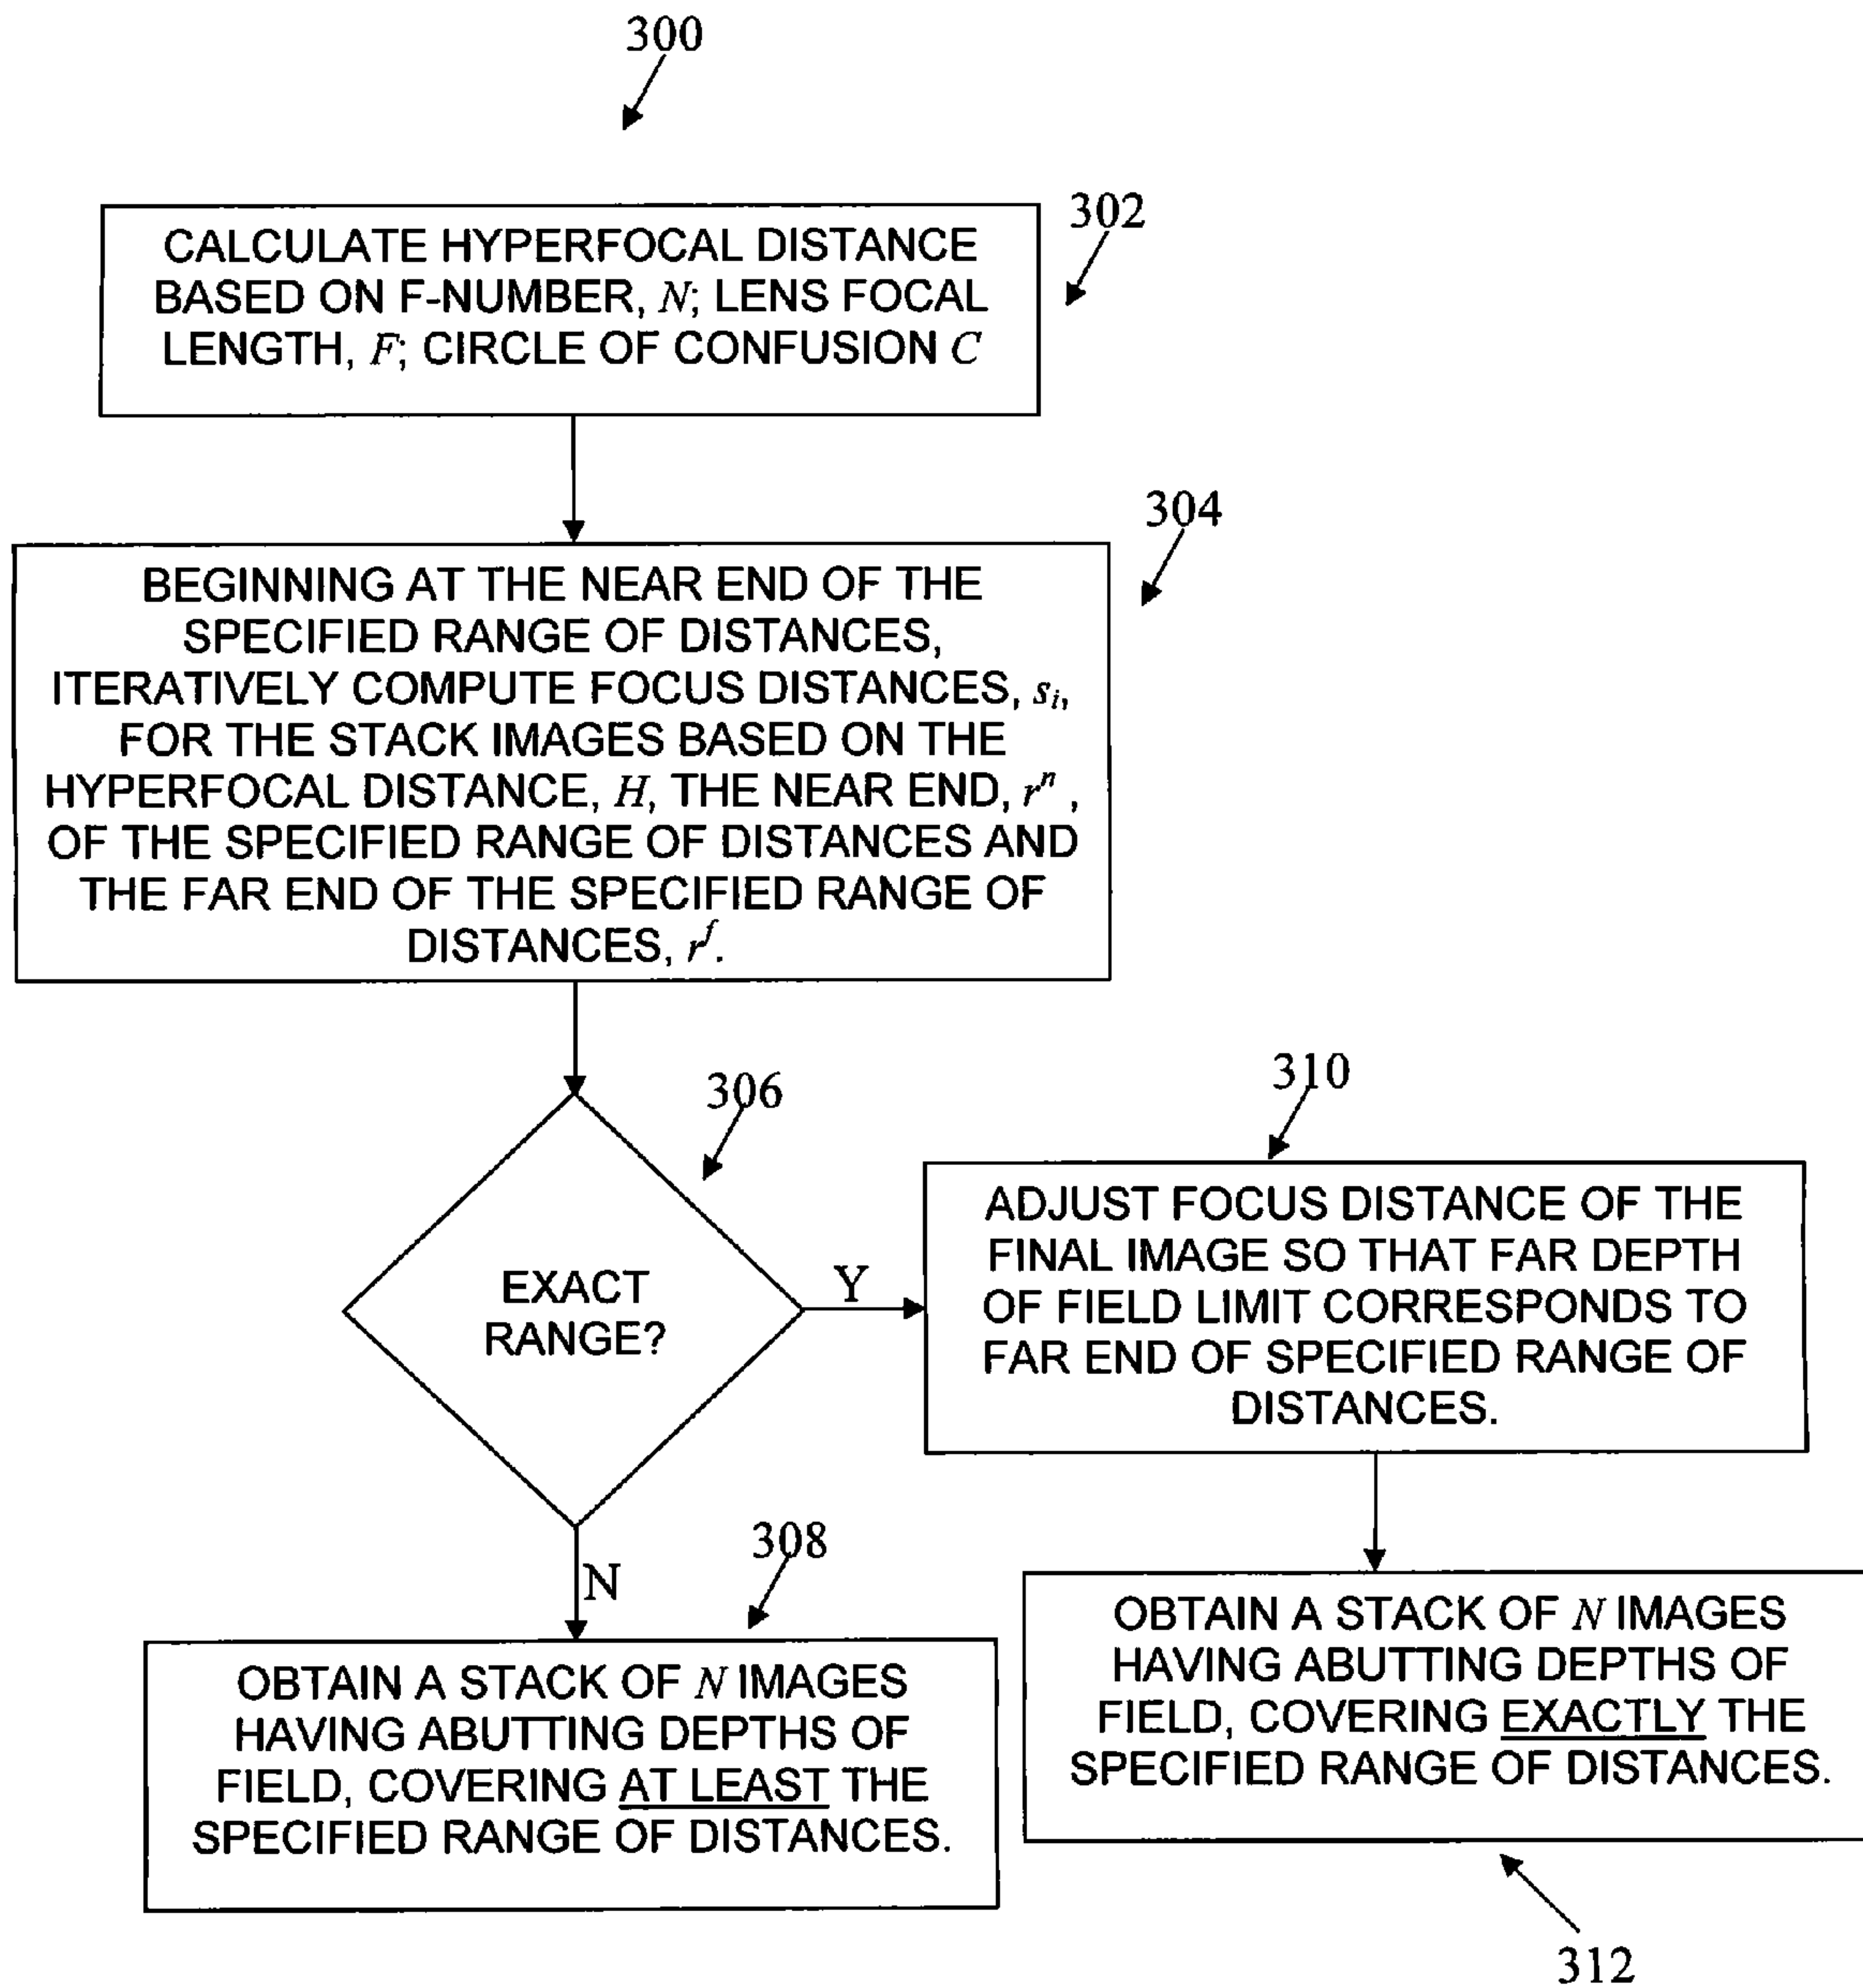 300
302
CALCULATE HYPERFOCAL DISTANCE
BASED ON F-NUMBER, N; LENS FOCAL
LENGTH, F; CIRCLE OF CONFUSION C
304
BEGINNING AT THE NEAR END OF THE
SPECIFIED RANGE OF DISTANCES,
ITERATIVELY COMPUTE FOCUS DISTANCES, sᵢ,
FOR THE STACK IMAGES BASED ON THE
HYPERFOCAL DISTANCE, H, THE NEAR END, rⁿ ,
OF THE SPECIFIED RANGE OF DISTANCES AND
THE FAR END OF THE SPECIFIED RANGE OF
DISTANCES, rᶠ.
306
EXACT
RANGE?
Y
310
ADJUST FOCUS DISTANCE OF THE
FINAL IMAGE SO THAT FAR DEPTH
OF FIELD LIMIT CORRESPONDS TO
FAR END OF SPECIFIED RANGE OF
DISTANCES.
N
308
OBTAIN A STACK OF N IMAGES
HAVING ABUTTING DEPTHS OF
FIELD, COVERING AT LEAST THE
SPECIFIED RANGE OF DISTANCES.
OBTAIN A STACK OF N IMAGES
HAVING ABUTTING DEPTHS OF
FIELD, COVERING EXACTLY THE
SPECIFIED RANGE OF DISTANCES.
312